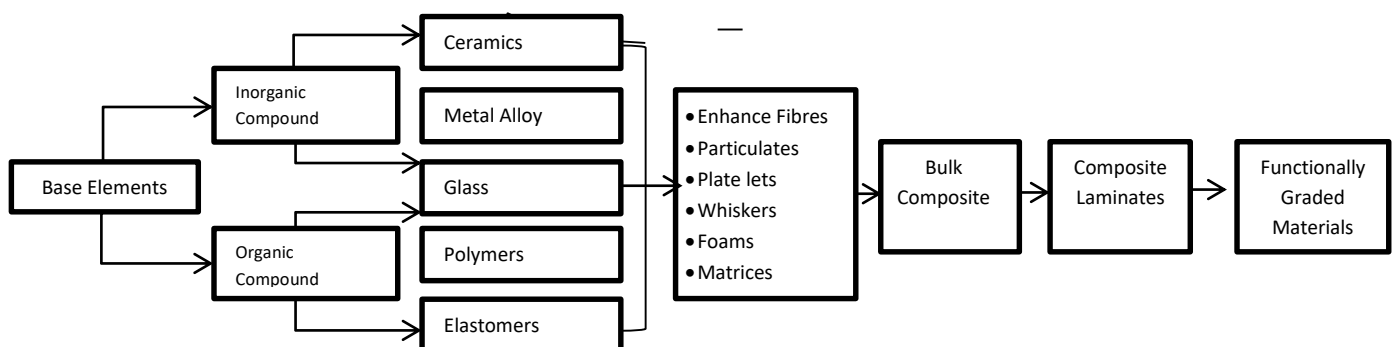 Base Elements
Inorganic
Compound
Organic
Compound
Ceramics
Metal Alloy
Glass
Polymers
Elastomers
• Enhance Fibres
• Particulates
• Plate lets
• Whiskers
• Foams
• Matrices
Bulk
Composite
Composite
Laminates
Functionally
Graded
Materials